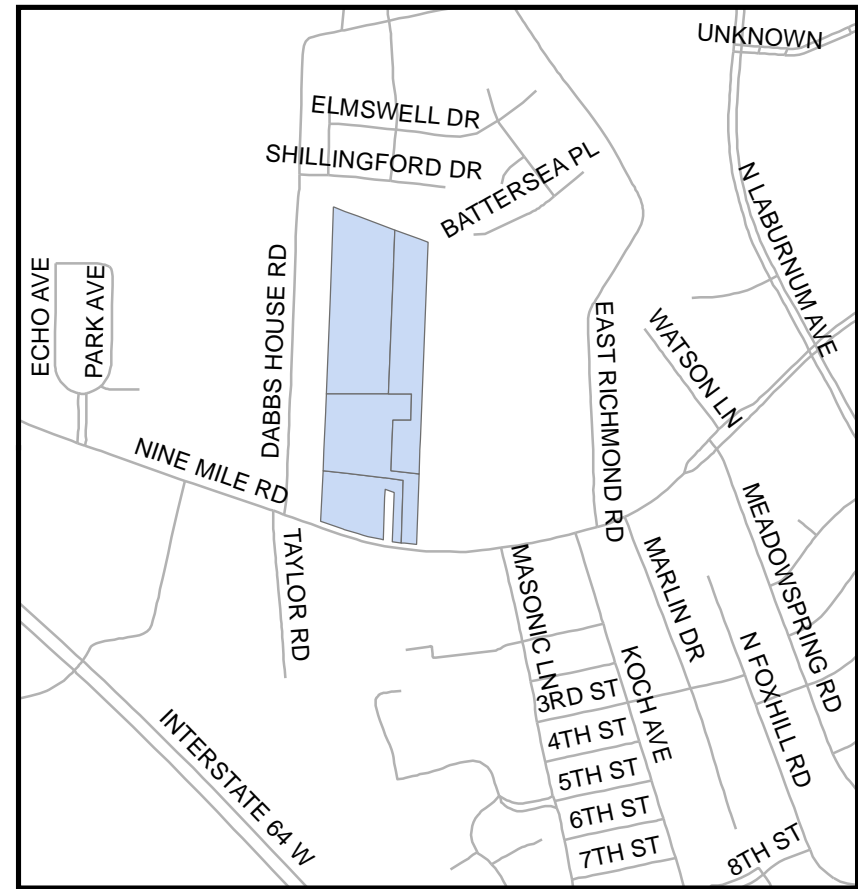 UNKNOWN
ELMSWELL DR
SHILLINGFORD DR
BATTERSEA PL
N LABURNUM AVE
ECHO AVE
PARK AVE
DABBS HOUSE RD
EAST RICHMOND RD
WATSON LN
NINE MILE RD
TAYLOR RD
MASONIC LN
MARLIN DR
MEADOWSPRING RD
KOCH AVE
N FOXHILL RD
3RD ST
4TH ST
5TH ST
6TH ST
7TH ST
8TH ST
INTERSTATE 64 W